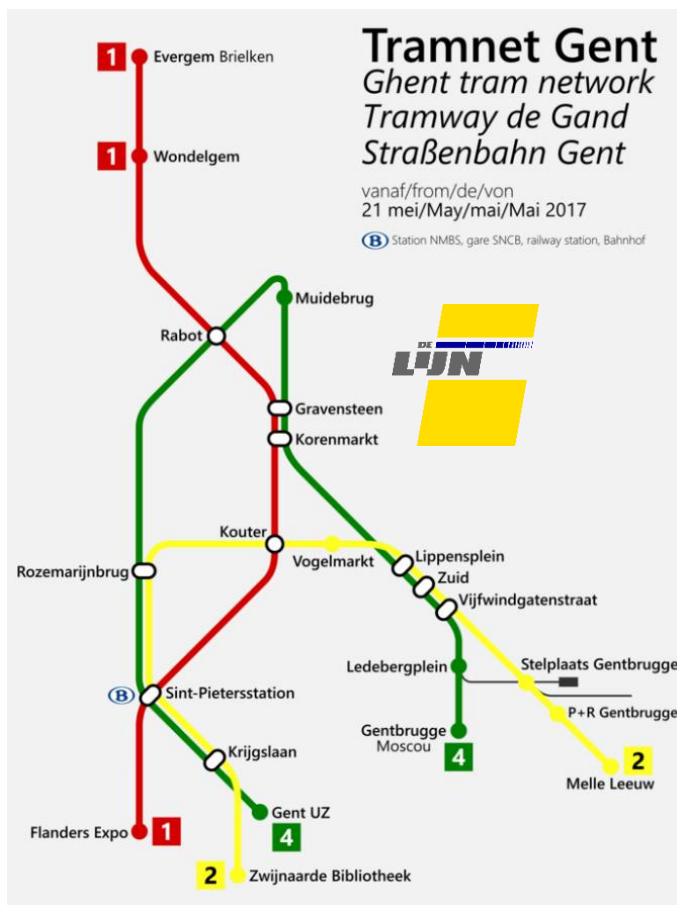 Tramnet Gent
Ghent tram network
Tramway de Gand
Straßenbahn Gent
vanaf/from/de/von
21 mei/May/mai/Mai 2017
B Station NMBS, gare SNCB, railway station, Bahnhof
1 Evergem Brielken
1 Wondelgem
Muidebrug
Rabot
DE
LIJN
Gravensteen
Korenmarkt
Kouter
Vogelmarkt
Lippensplein
Zuid
Vijfwindgatenstraat
Rozemarijnbrug
Ledebergplein
Stelplaats Gentbrugge
B Sint-Pietersstation
P+R Gentbrugge
Gentbrugge
Moscou
4
Krijgslaan
2
Melle Leeuw
Gent UZ
4
Flanders Expo 1
2 Zwijnaarde Bibliotheek